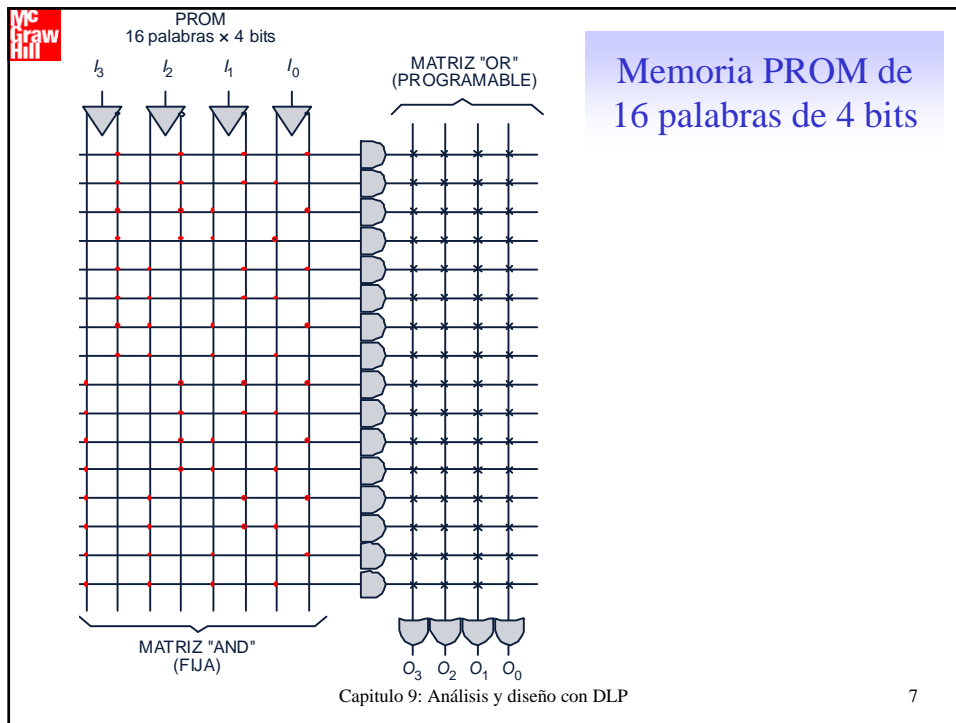 Mc
Graw
Hill
PROM
16 palabras × 4 bits
I3 I2 I1 I0
MATRIZ "OR"
(PROGRAMABLE)
Memoria PROM de
16 palabras de 4 bits
MATRIZ "AND"
(FIJA)
O3 O2 O1 O0
Capitulo 9: Análisis y diseño con DLP 7